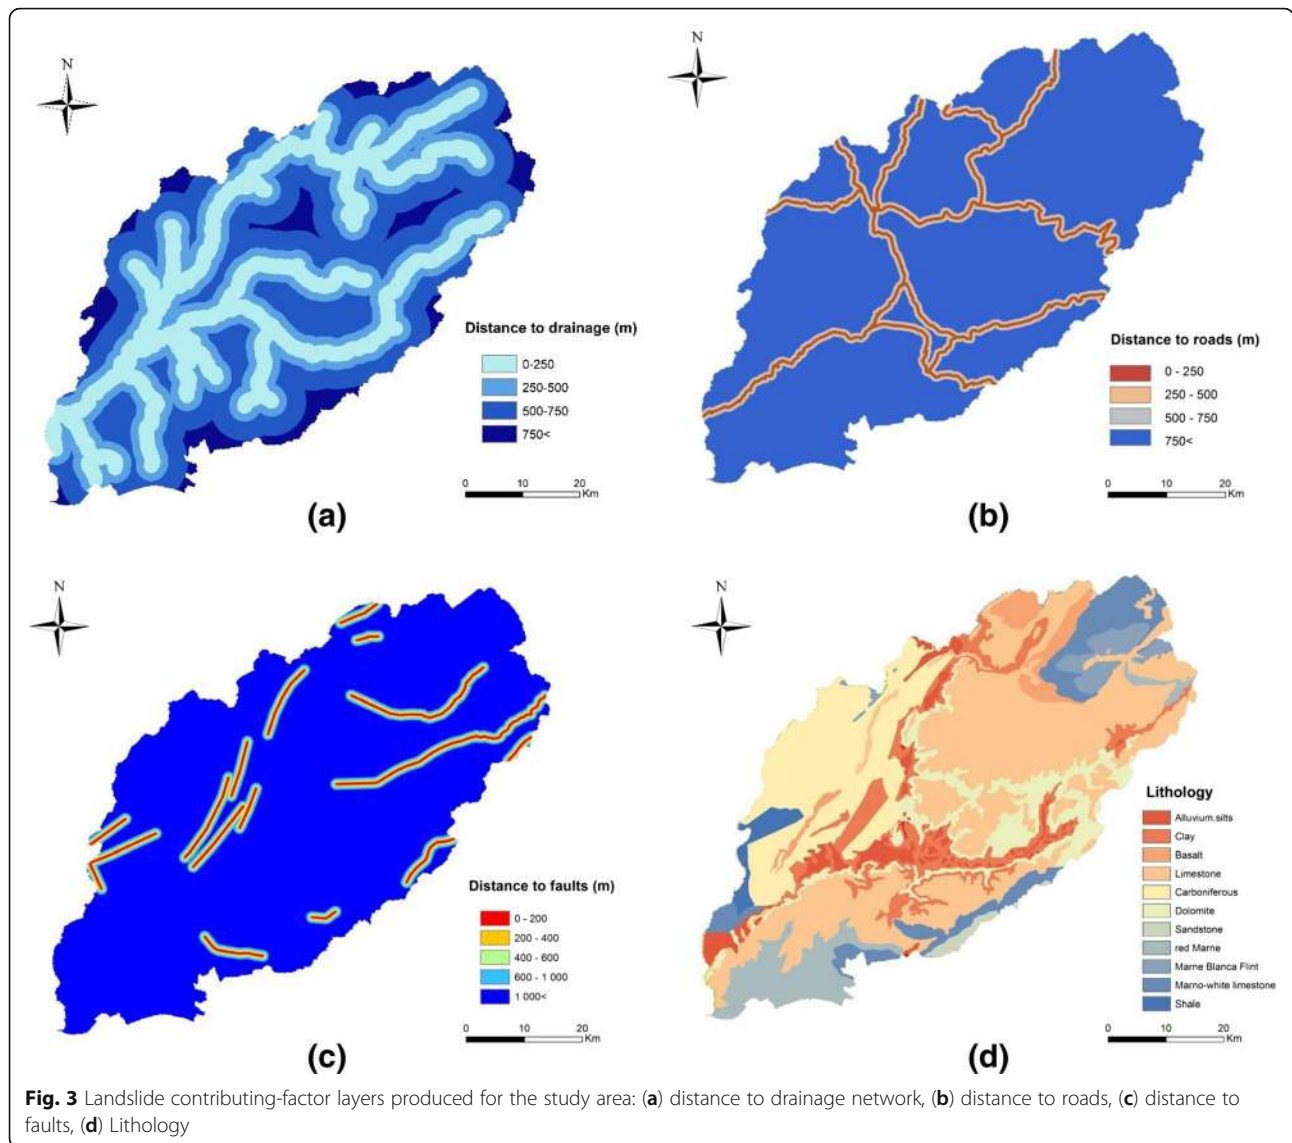 N
Distance to drainage (m)
0-250
250-500
500-750
750<
0 10 20
Km
(a)
N
Distance to roads (m)
0 - 250
250 - 500
500 - 750
750<
0 10 20
Km
(b)
N
Distance to faults (m)
0 - 200
200 - 400
400 - 600
600 - 1 000
1 000<
0 10 20
Km
(c)
N
Lithology
Alluvium,silts
Clay
Basalt
Limestone
Carboniferous
Dolomite
Sandstone
red Marne
Marne Blanca Flint
Marno-white limestone
Shale
0 10 20
Km
(d)
Fig. 3 Landslide contributing-factor layers produced for the study area: (a) distance to drainage network, (b) distance to roads, (c) distance to
faults, (d) Lithology